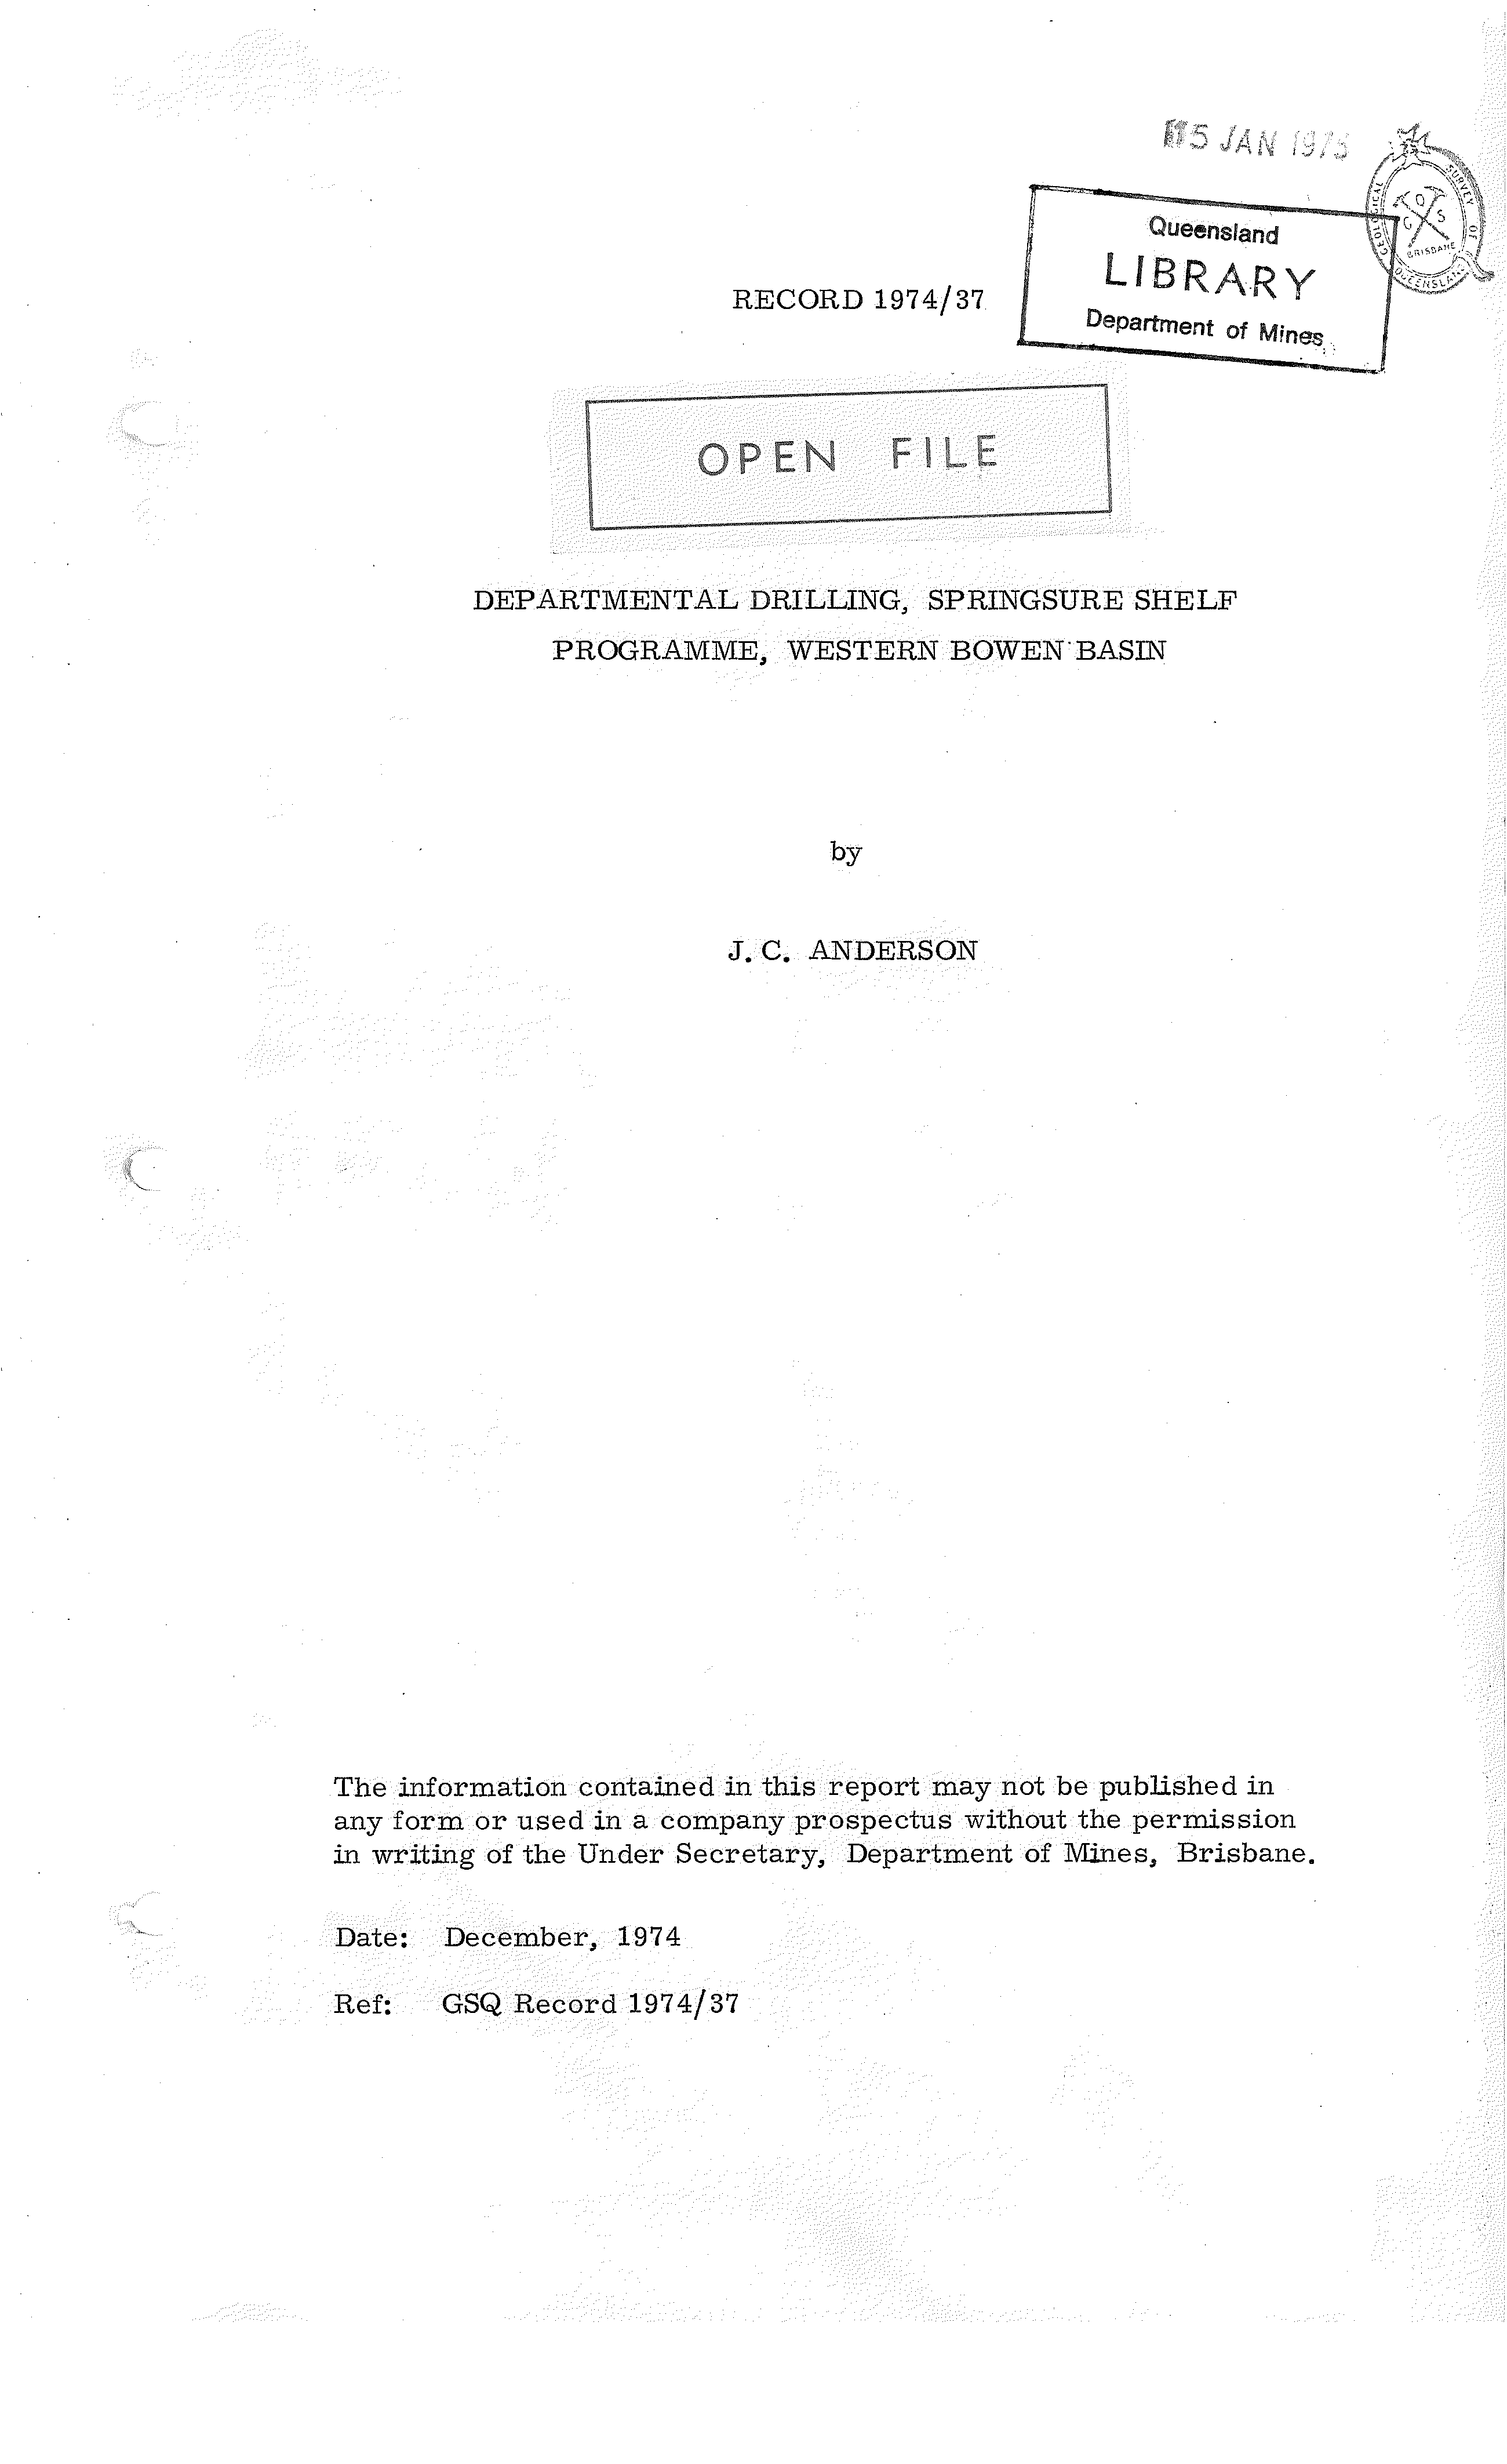 5 JAN
GEOLOGICAL SURVEY OF QUEENSLAND
GSQ
BRISBANE
Queensland
LIBRARY
Department of Mines
RECORD 1974/37
OPEN FILE
DEPARTMENTAL DRILLING, SPRINGSURE SHELF
PROGRAMME, WESTERN BOWEN BASIN
by
J. C. ANDERSON
The information contained in this report may not be published in
any form or used in a company prospectus without the permission
in writing of the Under Secretary, Department of Mines, Brisbane.
Date: December, 1974
Ref: GSQ Record 1974/37